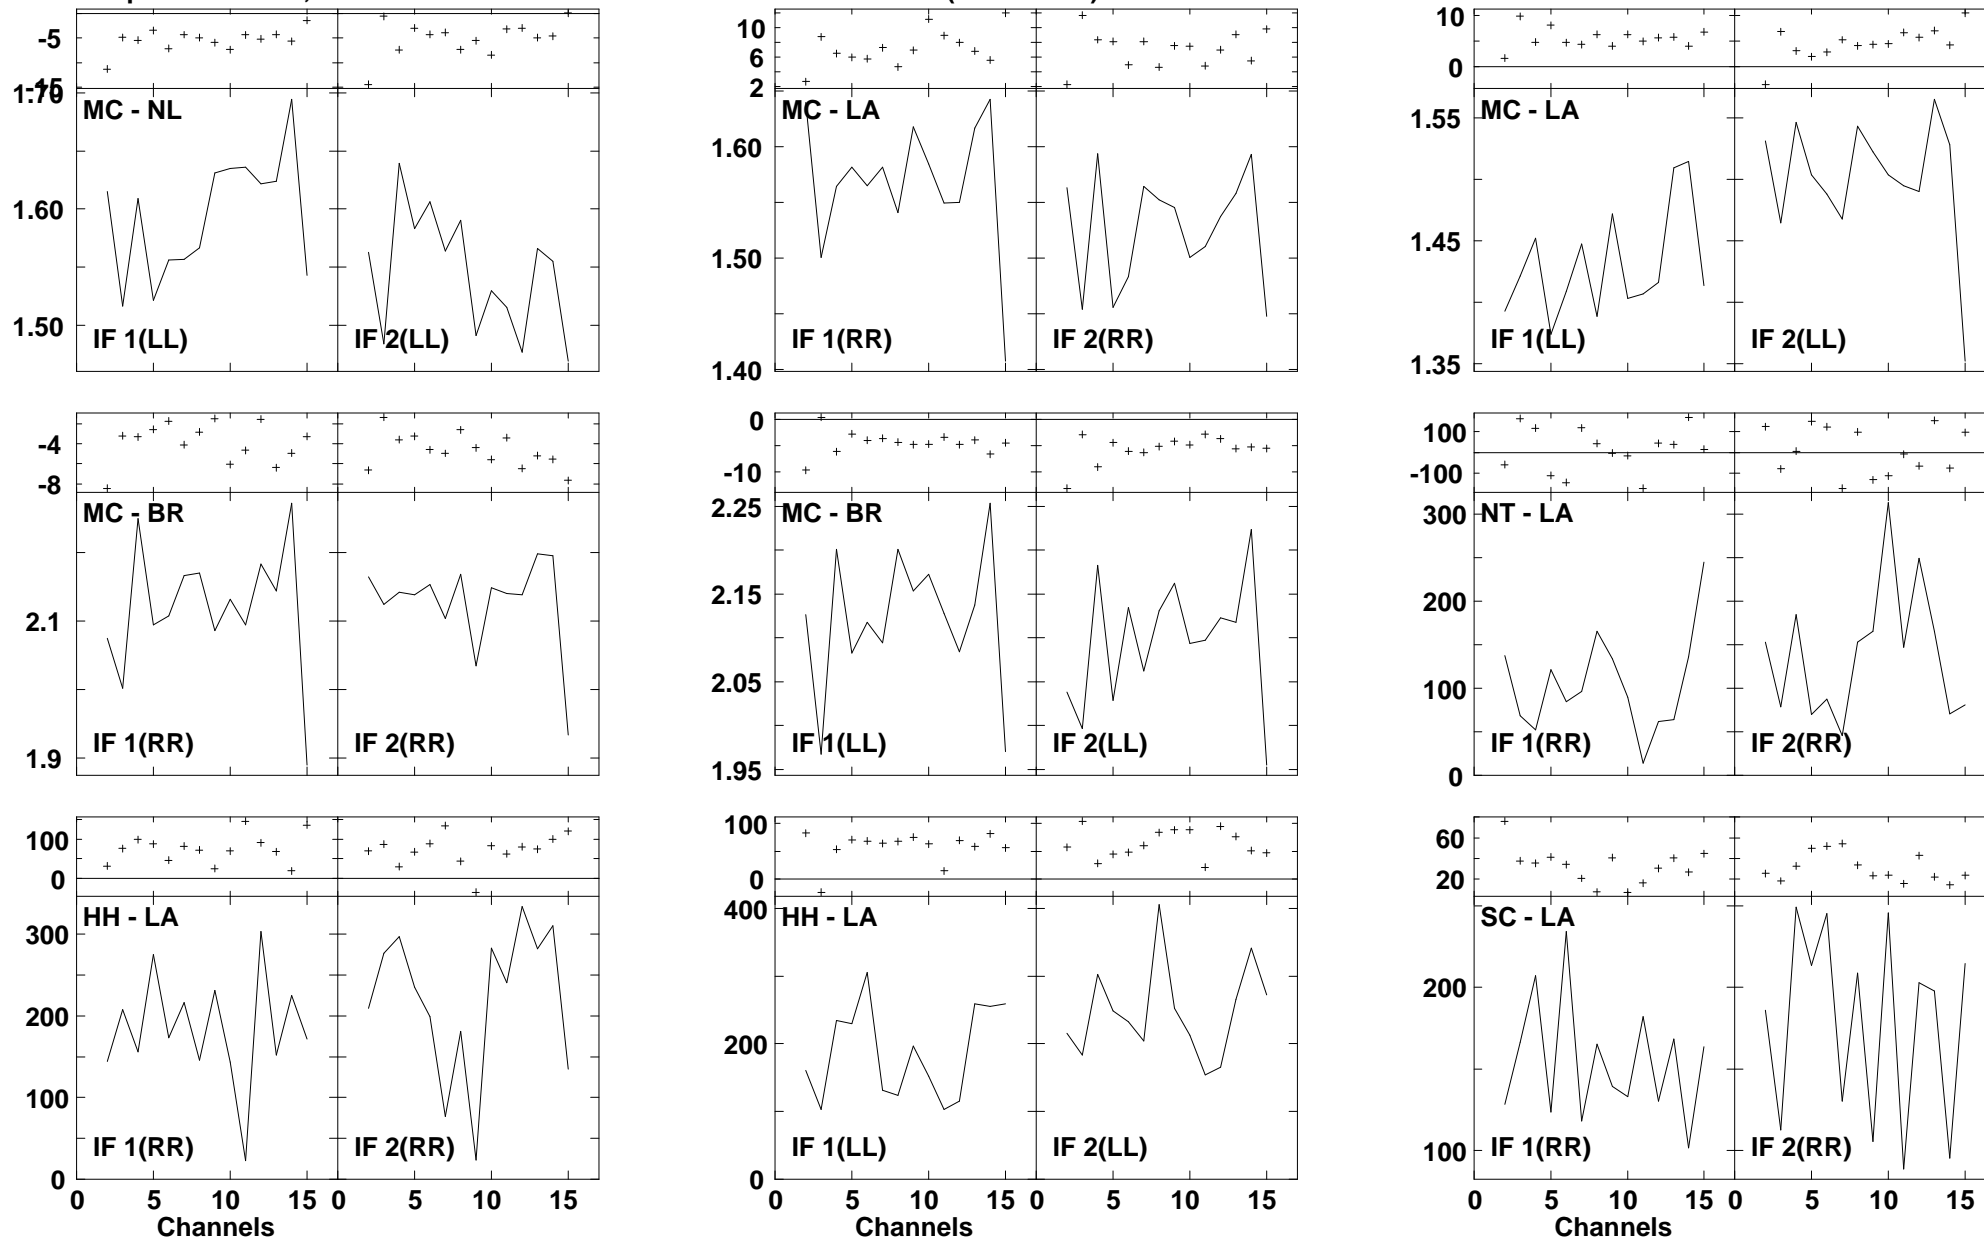 -5
-15
1.70
MC - NL
1.60
1.50
IF 1(LL)
IF 2(LL)
10
6
2
MC - LA
1.60
1.50
1.40
IF 1(RR)
IF 2(RR)
10
0
MC - LA
1.55
1.45
1.35
IF 1(LL)
IF 2(LL)
-4
-8
MC - BR
2.1
1.9
IF 1(RR)
IF 2(RR)
0
-10
2.25
MC - BR
2.15
2.05
1.95
IF 1(LL)
IF 2(LL)
100
-100
300
NT - LA
200
100
0
IF 1(RR)
IF 2(RR)
100
0
HH - LA
300
200
100
0
IF 1(RR)
IF 2(RR)
0 5 10 15 0 5 10 15
Channels
100
0
400
HH - LA
200
0
IF 1(LL)
IF 2(LL)
0 5 10 15 0 5 10 15
Channels
60
20
SC - LA
200
100
IF 1(RR)
IF 2(RR)
0 5 10 15 0 5 10 15
Channels